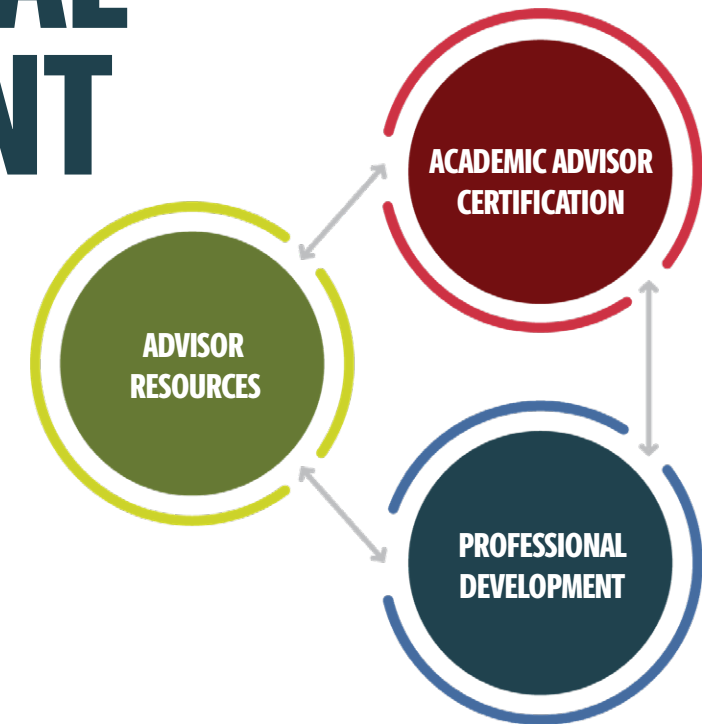 ACADEMIC ADVISOR
CERTIFICATION
ADVISOR
RESOURCES
PROFESSIONAL
DEVELOPMENT